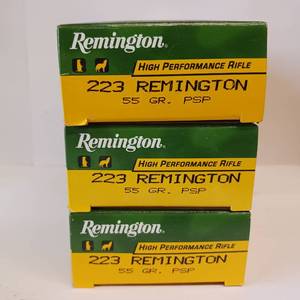 Remington.
HIGH PERFORMANCE RIFLE
223 REMINGTON
55 GR. PSP
Remington.
HIGH PERFORMANCE RIFLE
223 REMINGTON
55 GR. PSP
Remington.
HIGH PERFORMANCE RIFLE
223 REMINGTON
55 GR. PSP